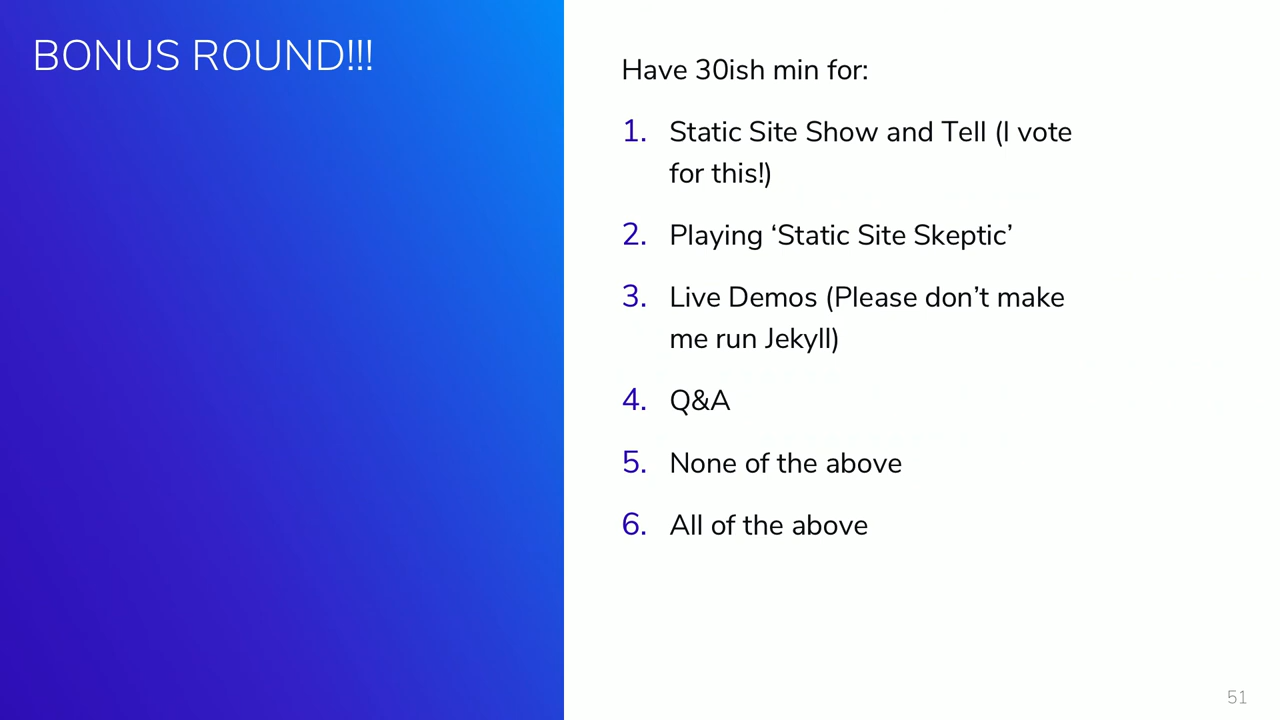 BONUS ROUND!!!
Have 30ish min for:
1. Static Site Show and Tell (I vote
for this!)
2. Playing ‘Static Site Skeptic’
3. Live Demos (Please don’t make
me run Jekyll)
4. Q&A
5. None of the above
6. All of the above
51